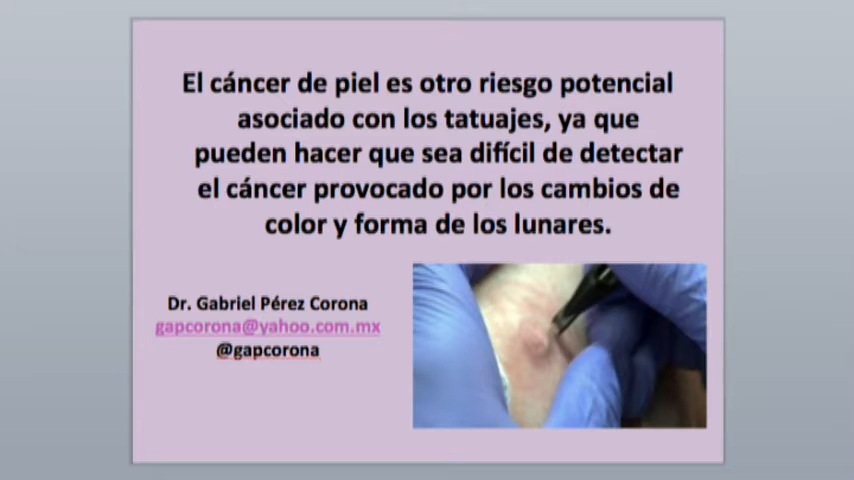 El cáncer de piel es otro riesgo potencial
asociado con los tatuajes, ya que
pueden hacer que sea difícil de detectar
el cáncer provocado por los cambios de
color y forma de los lunares.
Dr. Gabriel Pérez Corona
gapcorona@yahoo.com.mx
@gapcorona